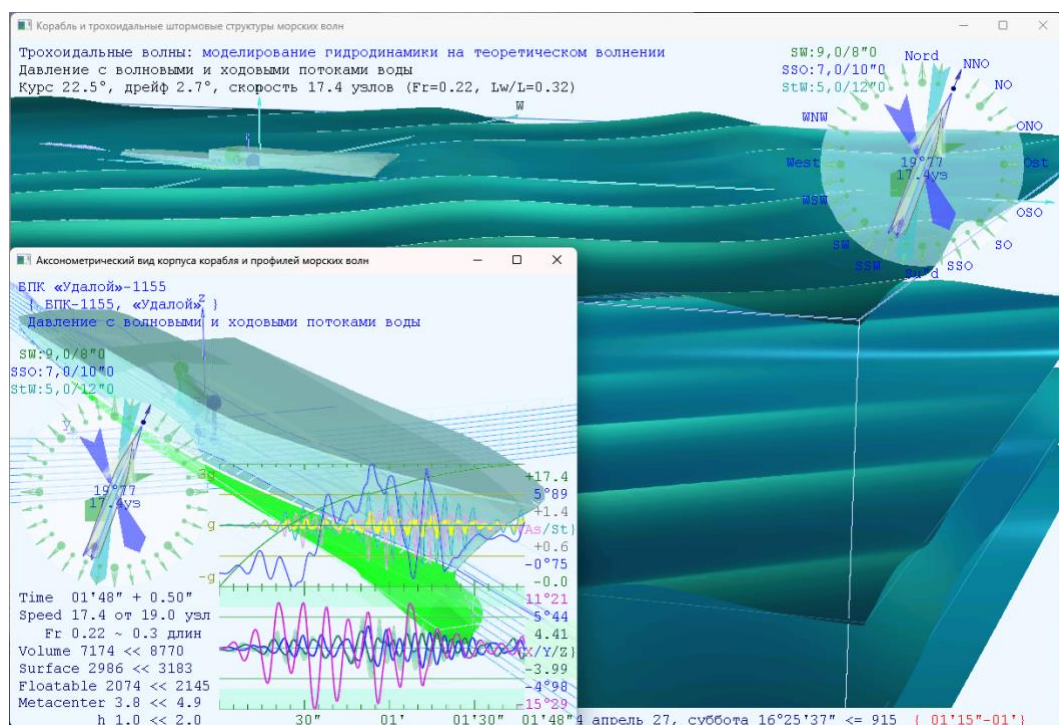 Корабль и трохоидальные штормовые структуры морских волн
Трохоидальные волны: моделирование гидродинамики на теоретическом волнении
Давление с волновыми и ходовыми потоками воды
Курс 22.5°, дрейф 2.7°, скорость 17.4 узлов (Fr=0.22, Lw/L=0.32)
W
SW:9,0/8"0
SSO:7,0/10"0
StW:5,0/12"0
Nord
NNO
NO
ONO
Ost
OSO
SO
SSO
Su'd
SSW
SW
WSW
West
WNW
19°77
17.4уз
Аксонометрический вид корпуса корабля и профилей морских волн
ВПК «Удалой»-1155
{ ВПК-1155, «Удалой» }
Z
Давление с волновыми и ходовыми потоками воды
SW:9,0/8"0
SSO:7,0/10"0
StW:5,0/12"0
Y
19°77
17.4уз
3g
g
-g
+17.4
5°89
+1.4
{As/St}
+0.6
-0°75
-0.0
11°21
5°44
4.41
{X/Y/Z}
-3.99
-4°98
-15°29
Time 01'48" + 0.50"
Speed 17.4 от 19.0 узл
Fr 0.22 ~ 0.3 длин
Volume 7174 << 8770
Surface 2986 << 3183
Floatable 2074 << 2145
Metacenter 3.8 << 4.9
h 1.0 << 2.0
30" 01' 01'30" 01'48"
4 апрель 27, суббота 16°25'37" <= 915 { 01'15"-01'}